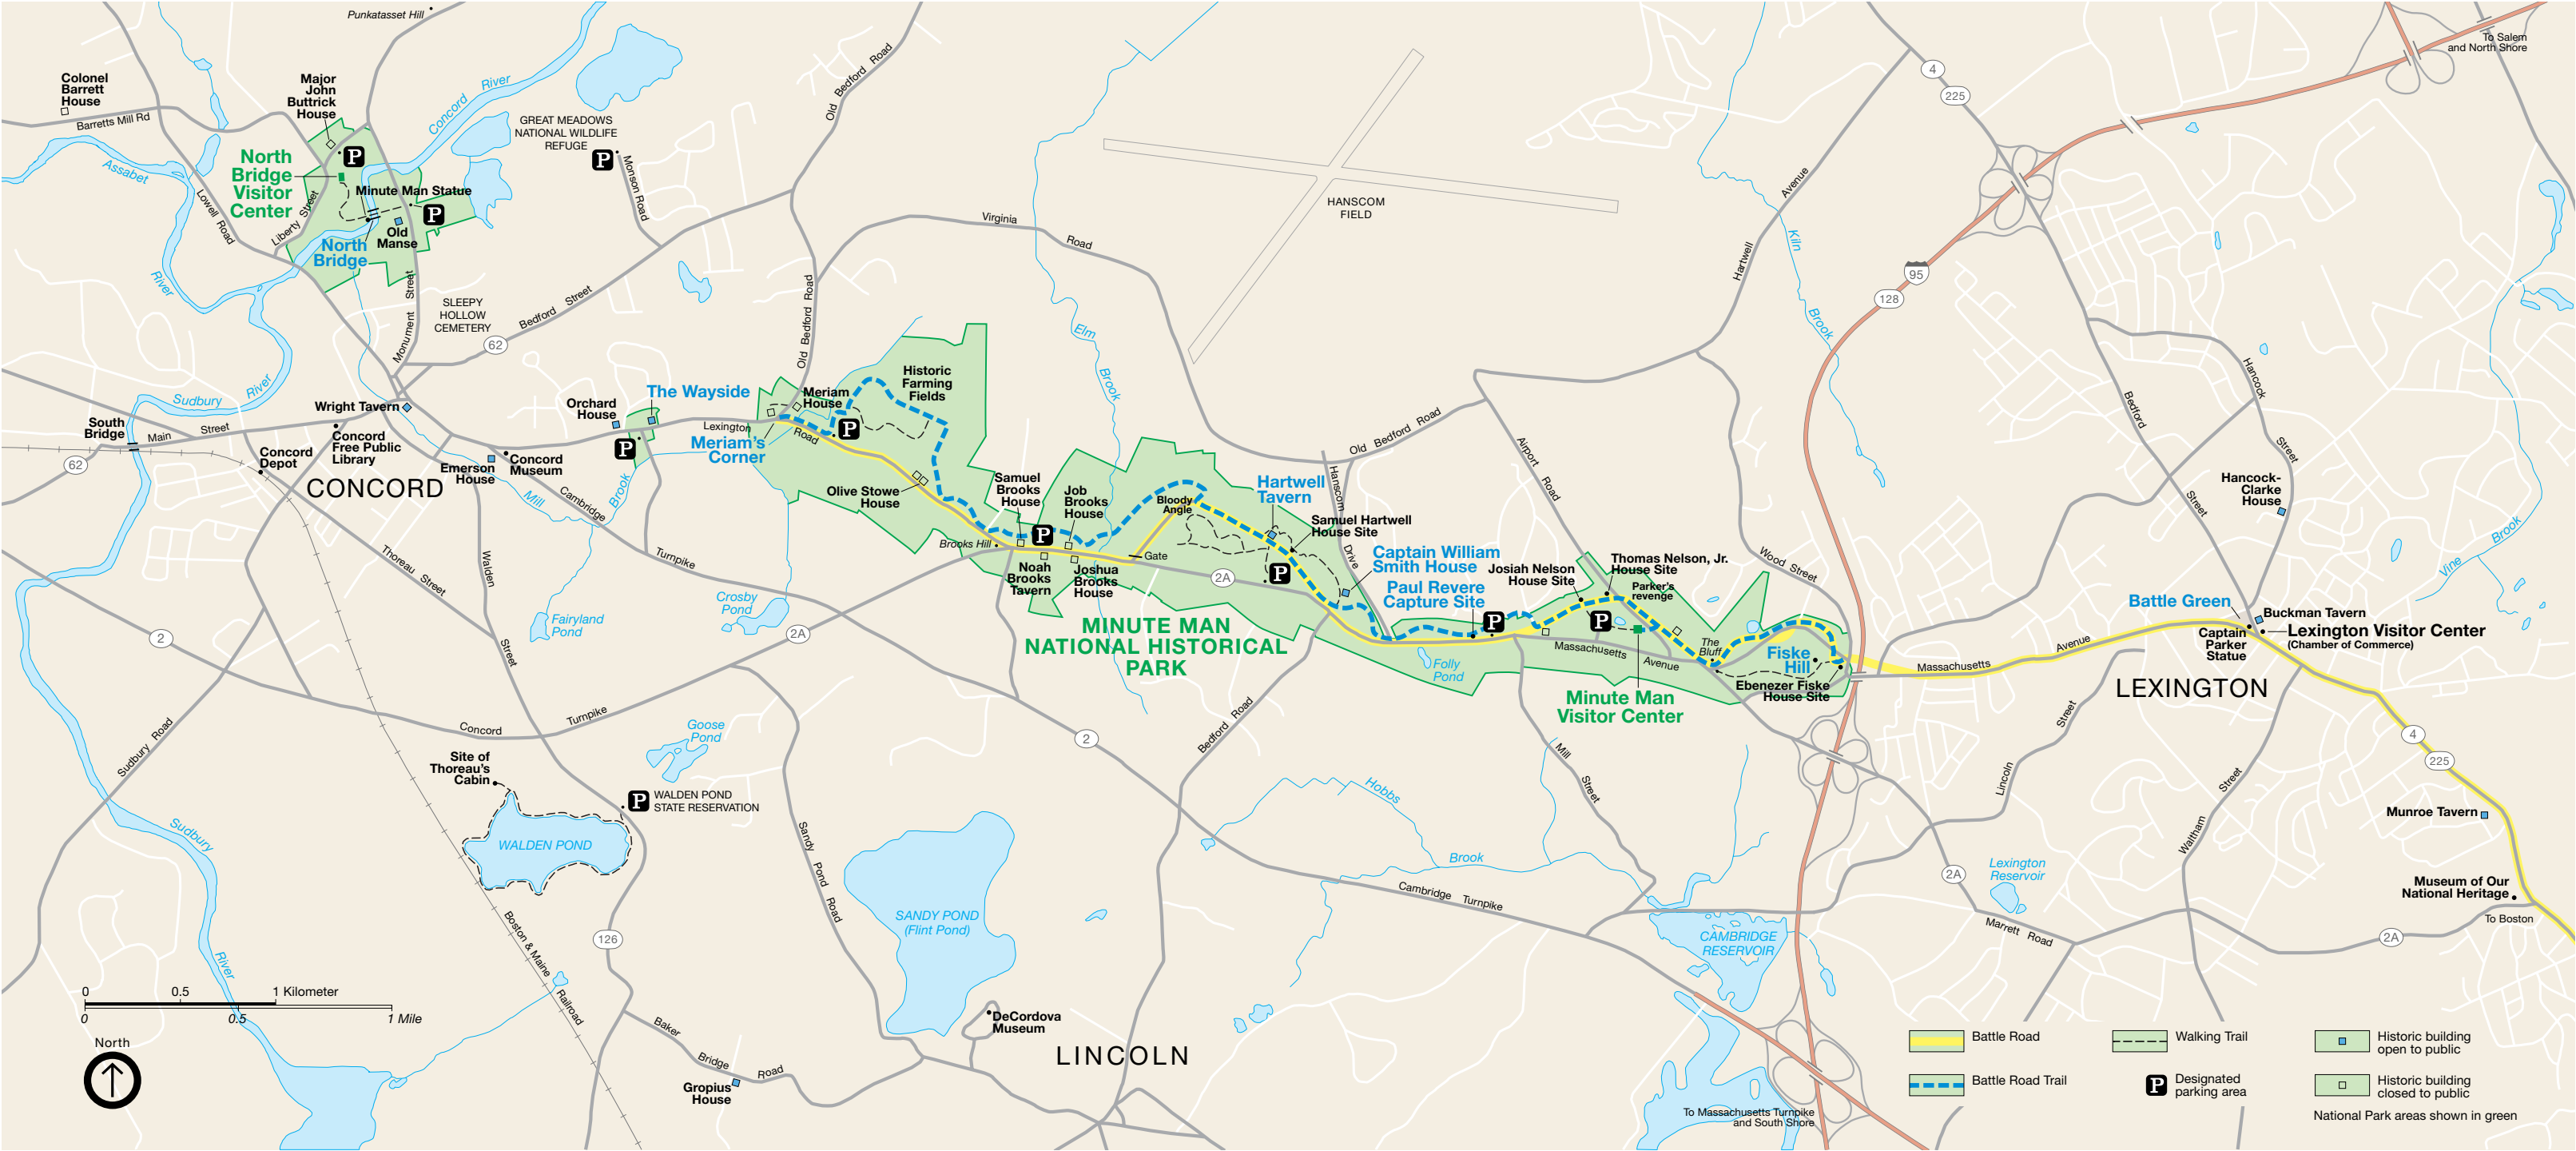 Punkatasset Hill
To Salem
and North Shore
Colonel
Barrett
House
Barretts Mill Rd
Major
John
Buttrick
House
Concord River
GREAT MEADOWS
NATIONAL WILDLIFE
REFUGE
P
Monson Road
Old Bedford Road
4
225
Assabet
River
Lowell Road
North
Bridge
Visitor
Center
P
Liberty Street
Minute Man Statue
P
Old
Manse
North
Bridge
Monument Street
SLEEPY
HOLLOW
CEMETERY
Bedford Street
62
Virginia Road
HANSCOM
FIELD
Hartwell Avenue
Kiln Brook
95
128
Old Bedford Road
Elm Brook
Sudbury River
Wright Tavern
South
Bridge
Main Street
62
Concord
Depot
Concord
Free Public
Library
CONCORD
Emerson
House
Concord
Museum
Orchard
House
The Wayside
P
Lexington Road
Meriam's
Corner
Meriam
House
P
Historic
Farming
Fields
Mill Brook
Cambridge Turnpike
Walden Street
Thoreau Street
Olive Stowe
House
Brooks Hill
Samuel
Brooks
House
P
Job
Brooks
House
Noah
Brooks
Tavern
Joshua
Brooks
House
Gate
Bloody
Angle
Hartwell
Tavern
Samuel Hartwell
House Site
P
2A
Hanscom Drive
Old Bedford Road
Airport Road
Captain William
Smith House
Paul Revere
Capture Site
P
Josiah Nelson
House Site
Thomas Nelson, Jr.
House Site
Parker's
revenge
P
Wood Street
Massachusetts Avenue
The
Bluff
Fiske
Hill
Ebenezer Fiske
House Site
Minute Man
Visitor Center
Folly
Pond
MINUTE MAN
NATIONAL HISTORICAL
PARK
Bedford Street
Hancock Street
Hancock-
Clarke
House
Vine Brook
Battle Green
Buckman Tavern
Captain
Parker
Statue
Lexington Visitor Center
(Chamber of Commerce)
Massachusetts Avenue
LEXINGTON
4
225
Munroe Tavern
Museum of Our
National Heritage
To Boston
2A
Waltham Street
Lincoln Street
Lexington
Reservoir
2A
Marrett Road
Fairyland
Pond
Crosby
Pond
2A
2
Concord Turnpike
Sudbury Road
Goose
Pond
Site of
Thoreau's
Cabin
P
WALDEN POND
STATE RESERVATION
WALDEN POND
Sudbury River
Boston & Maine Railroad
126
Sandy Pond Road
SANDY POND
(Flint Pond)
2
Bedford Road
Mill Street
Hobbs Brook
Cambridge Turnpike
CAMBRIDGE
RESERVOIR
DeCordova
Museum
LINCOLN
Baker Bridge Road
Gropius
House
To Massachusetts Turnpike
and South Shore
0 0.5 1 Kilometer
0 0.5 1 Mile
North
Battle Road
Battle Road Trail
Walking Trail
P
Designated
parking area
Historic building
open to public
Historic building
closed to public
National Park areas shown in green